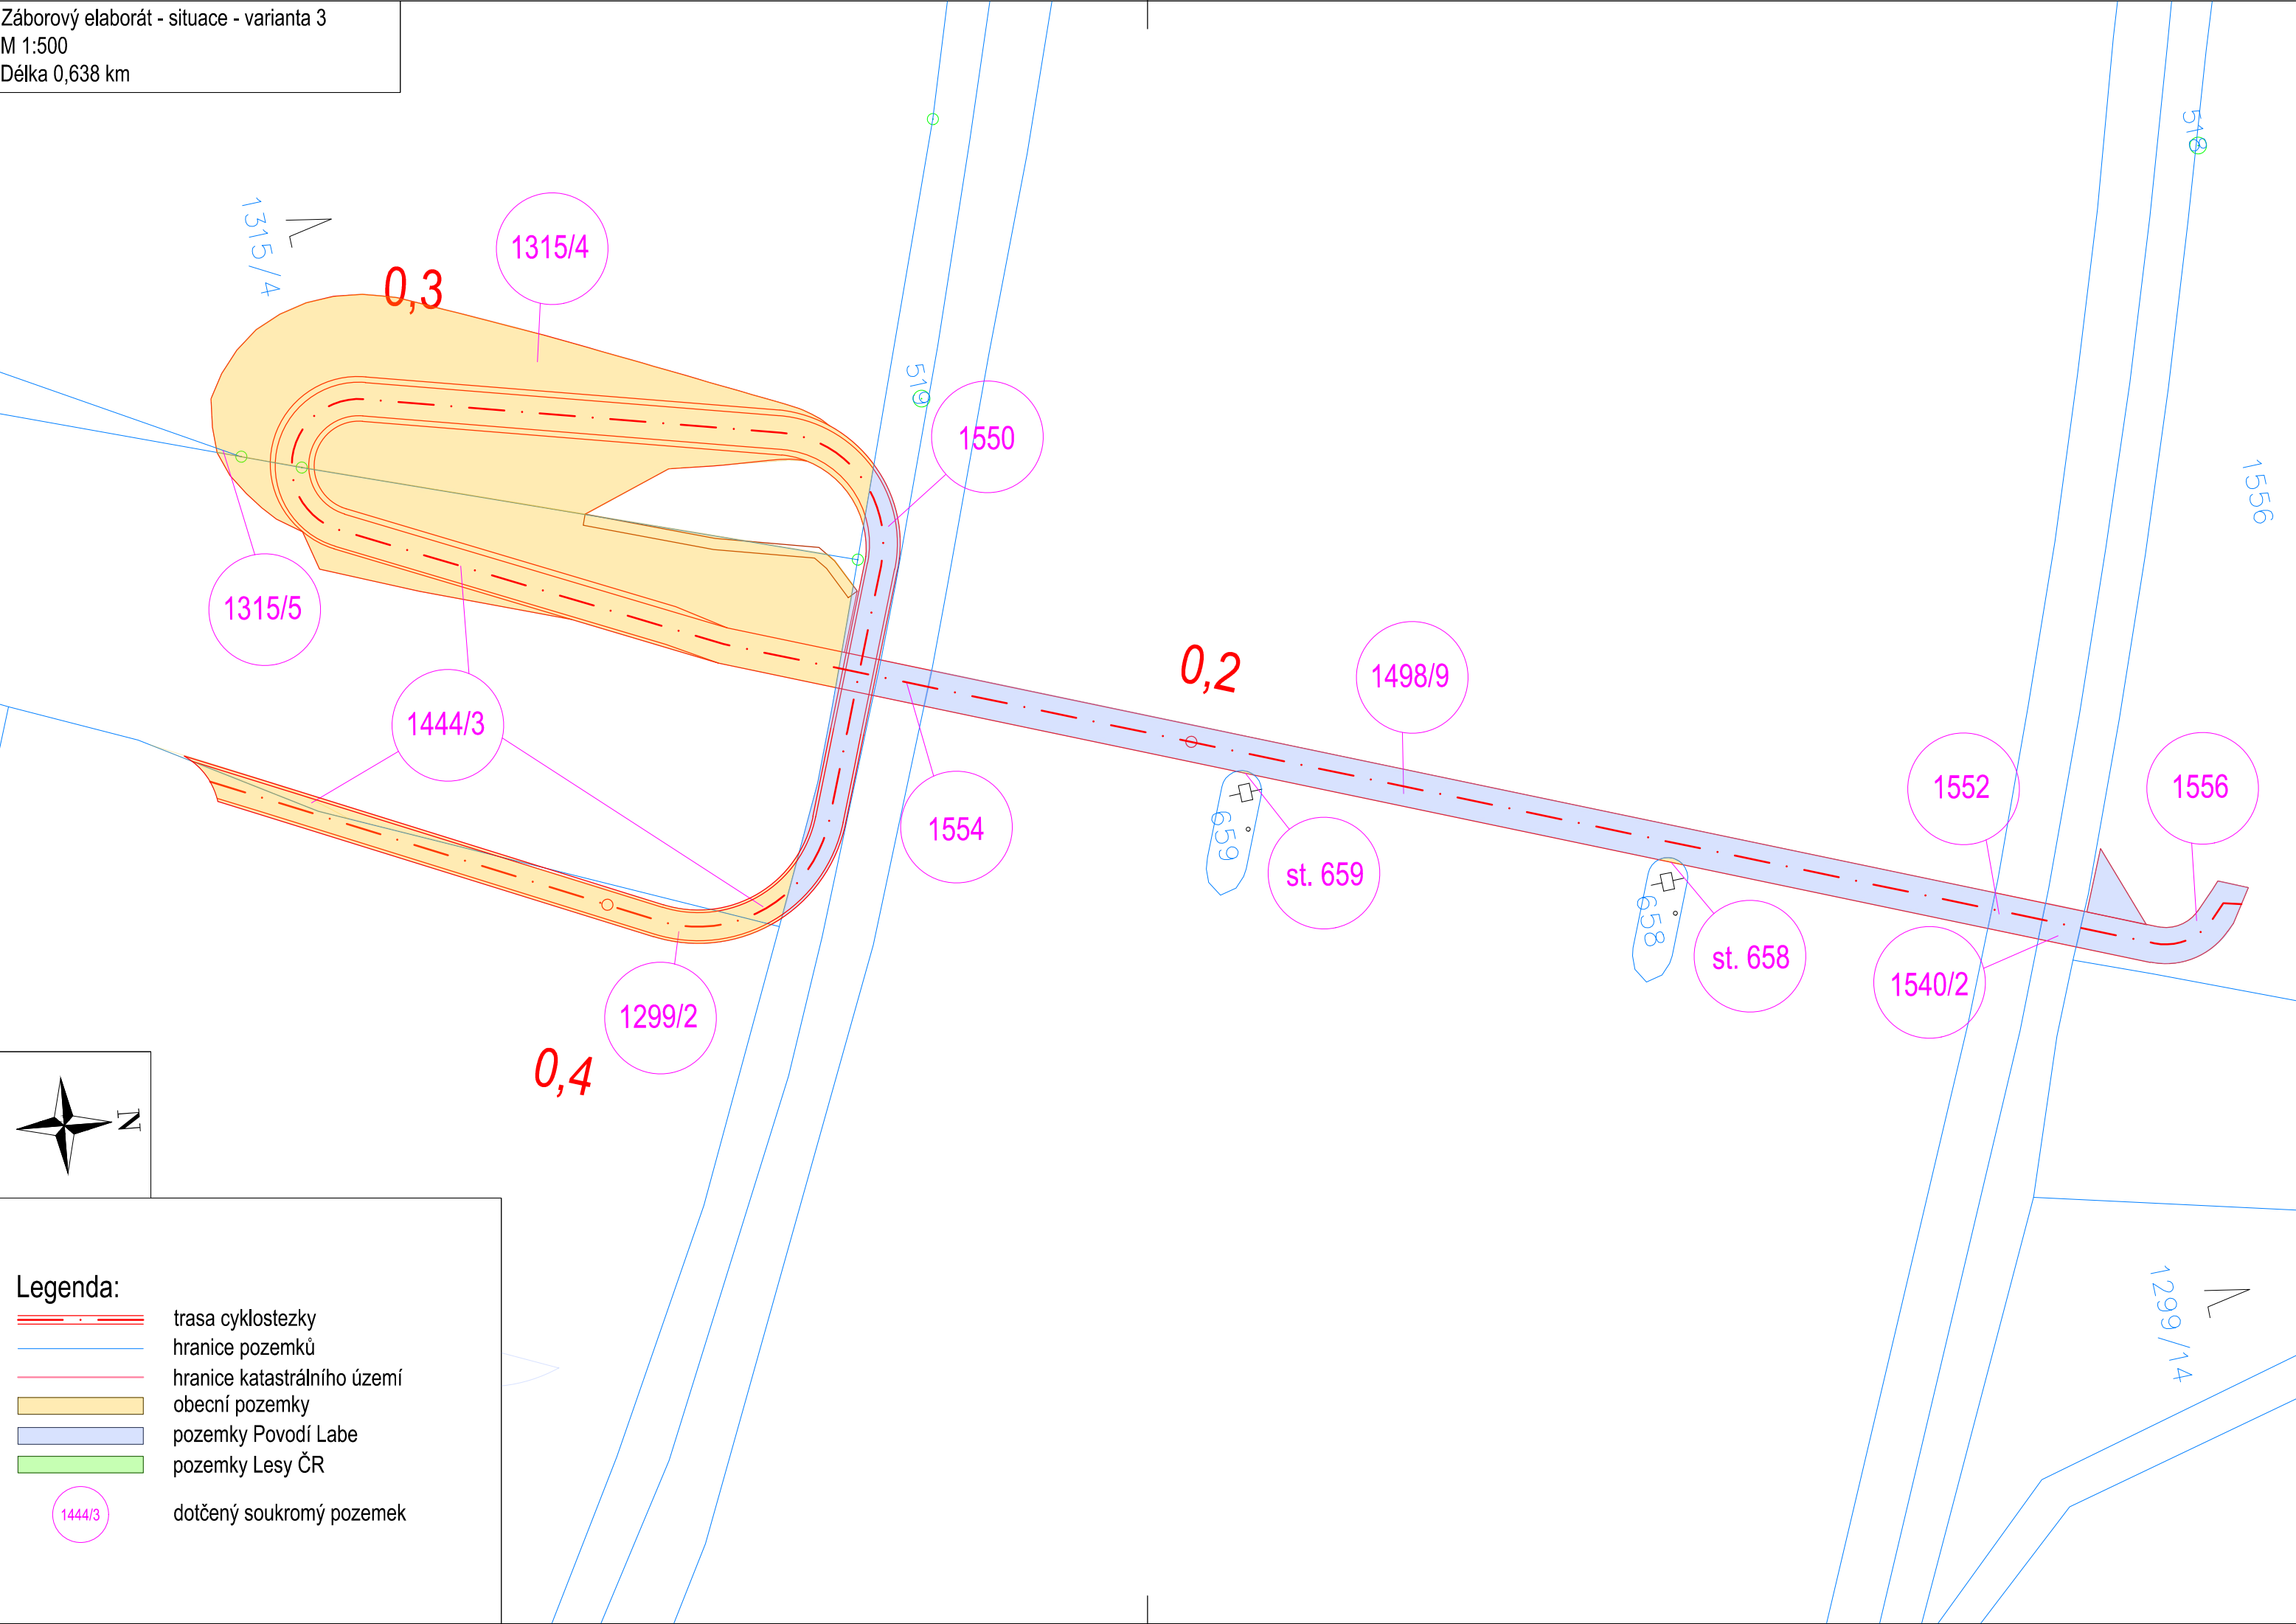 Záborový elaborát - situace - varianta 3
M 1:500
Délka 0,638 km
518
1315/4
1315/4
0,3
519
1550
1556
1315/5
0,2
1498/9
1444/3
1552
1556
1554
659
st. 659
658
st. 658
1540/2
1299/2
0,4
N
1299/14
Legenda:
trasa cyklostezky
hranice pozemků
hranice katastrálního území
obecní pozemky
pozemky Povodí Labe
pozemky Lesy ČR
1444/3
dotčený soukromý pozemek